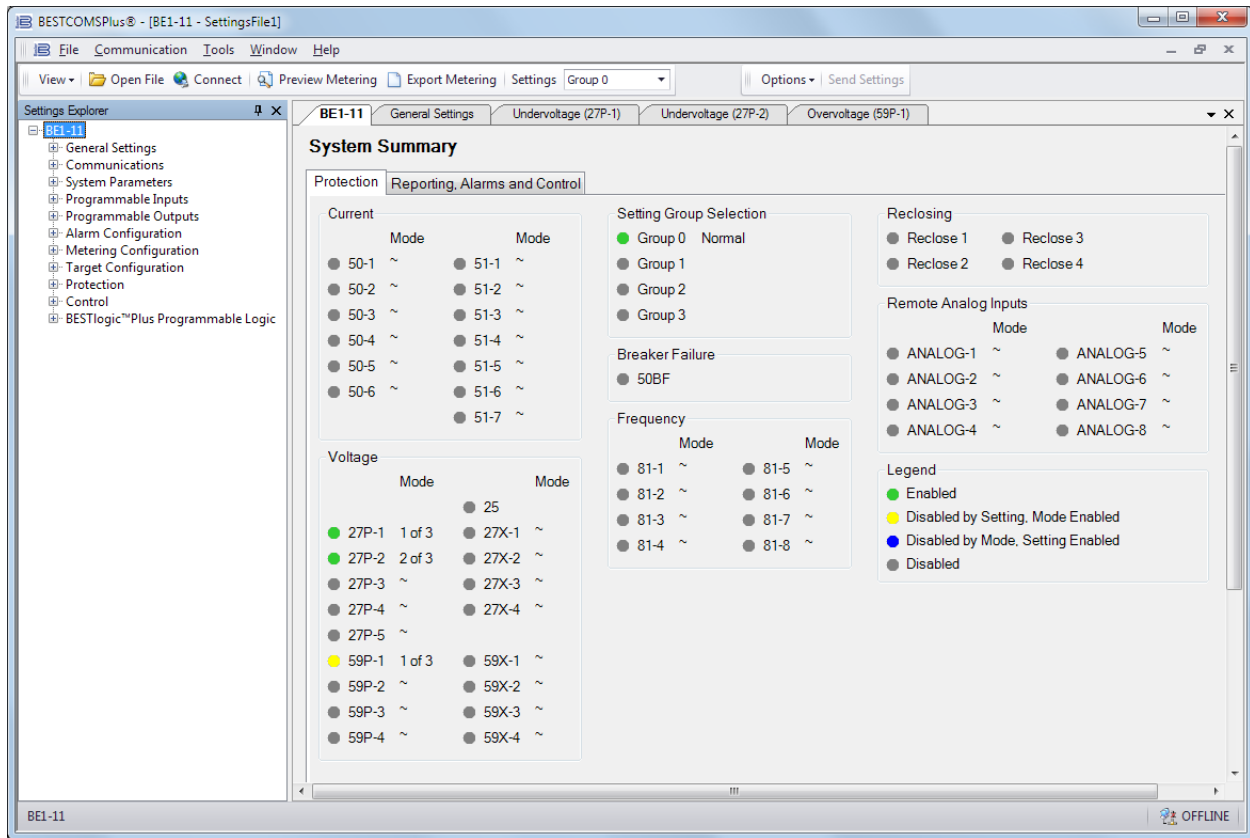 BESTCOMSPlus® - [BE1-11 - SettingsFile1]
File Communication Tools Window Help
View Open File Connect Preview Metering Export Metering Settings Group 0 Options Send Settings
Settings Explorer
BE1-11
General Settings
Communications
System Parameters
Programmable Inputs
Programmable Outputs
Alarm Configuration
Metering Configuration
Target Configuration
Protection
Control
BESTlogic™Plus Programmable Logic
BE1-11 General Settings Undervoltage (27P-1) Undervoltage (27P-2) Overvoltage (59P-1)
System Summary
Protection Reporting, Alarms and Control
Current
Mode Mode
50-1 ~ 51-1 ~
50-2 ~ 51-2 ~
50-3 ~ 51-3 ~
50-4 ~ 51-4 ~
50-5 ~ 51-5 ~
50-6 ~ 51-6 ~
51-7 ~
Voltage
Mode Mode
25
27P-1 1 of 3 27X-1 ~
27P-2 2 of 3 27X-2 ~
27P-3 ~ 27X-3 ~
27P-4 ~ 27X-4 ~
27P-5 ~
59P-1 1 of 3 59X-1 ~
59P-2 ~ 59X-2 ~
59P-3 ~ 59X-3 ~
59P-4 ~ 59X-4 ~
Setting Group Selection
Group 0 Normal
Group 1
Group 2
Group 3
Breaker Failure
50BF
Frequency
Mode Mode
81-1 ~ 81-5 ~
81-2 ~ 81-6 ~
81-3 ~ 81-7 ~
81-4 ~ 81-8 ~
Reclosing
Reclose 1 Reclose 3
Reclose 2 Reclose 4
Remote Analog Inputs
Mode Mode
ANALOG-1 ~ ANALOG-5 ~
ANALOG-2 ~ ANALOG-6 ~
ANALOG-3 ~ ANALOG-7 ~
ANALOG-4 ~ ANALOG-8 ~
Legend
Enabled
Disabled by Setting, Mode Enabled
Disabled by Mode, Setting Enabled
Disabled
BE1-11 OFFLINE